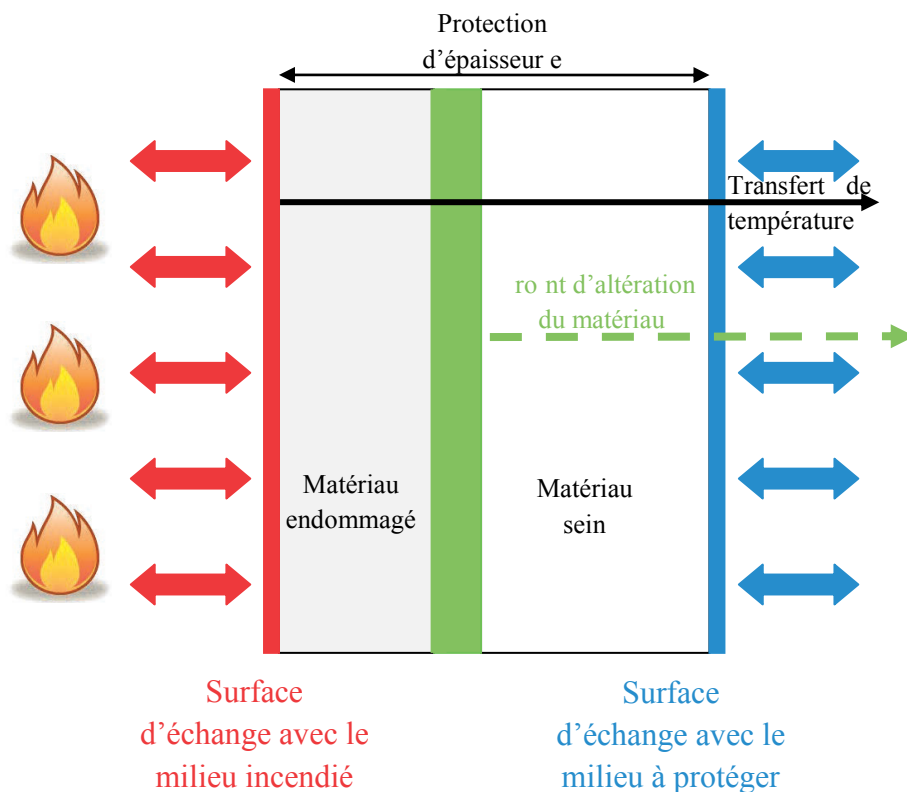 Protection
d’épaisseur e
Transfert de
température
ro nt d'altération
du matériau
Matériau
endommagé
Matériau
sein
Surface
d’échange avec le
milieu incendié
Surface
d’échange avec le
milieu à protéger